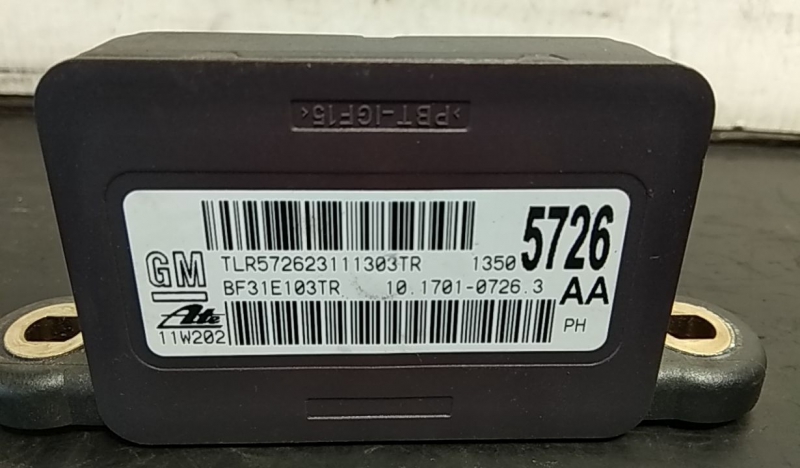 >PBT-IGF15<
TLR572623111303TR 1350 5726
GM
BF31E103TR 10.1701-0726.3 AA
Ate
11W202 PH